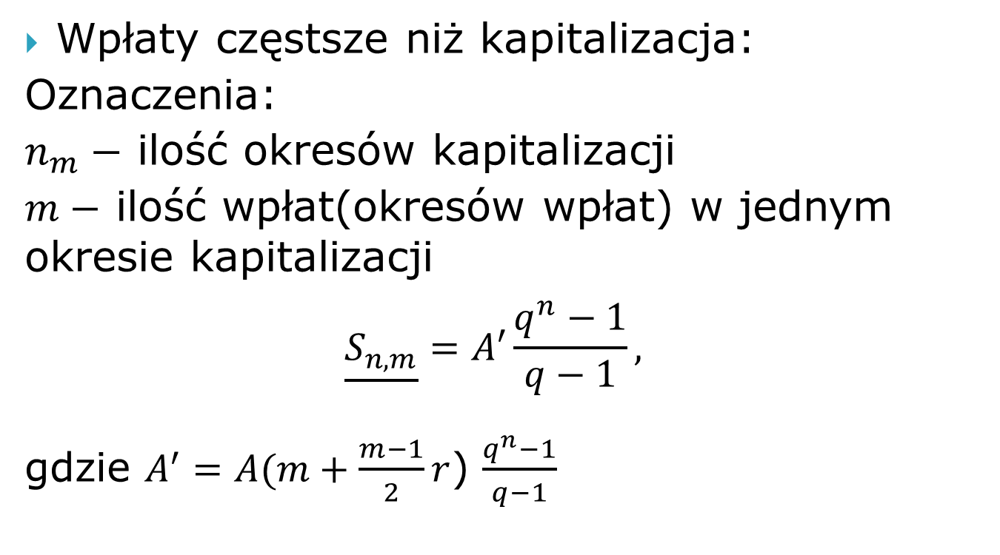 Wpłaty częstsze niż kapitalizacja:
Oznaczenia:
$n_m$ − ilość okresów kapitalizacji
$m$ − ilość wpłat(okresów wpłat) w jednym
okresie kapitalizacji
$\underline{S_{n,m}} = A' \frac{q^n - 1}{q - 1},$
gdzie $A' = A(m + \frac{m-1}{2} r) \frac{q^n - 1}{q - 1}$